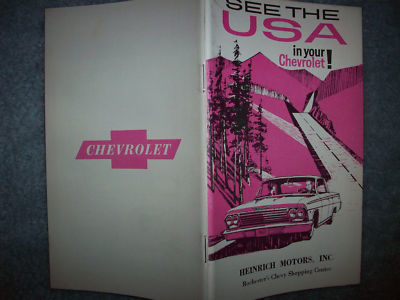 CHEVROLET
SEE THE
USA
in your
Chevrolet!
HEINRICH MOTORS, INC.
Rochester's Chevy Shopping Center